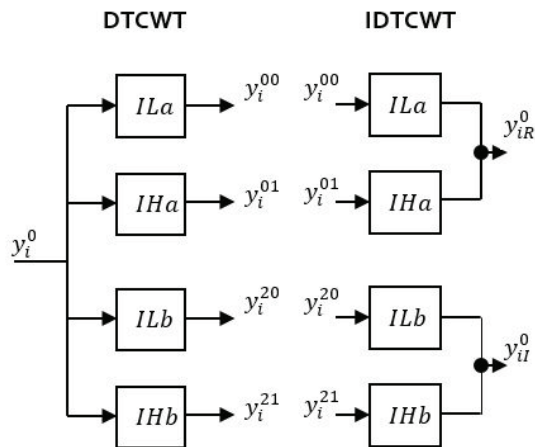 DTCWT IDTCWT
ILa y_i^{00} y_i^{00} ILa y_{iR}^0
IHa y_i^{01} y_i^{01} IHa
y_i^0
ILb y_i^{20} y_i^{20} ILb y_{iI}^0
IHb y_i^{21} y_i^{21} IHb